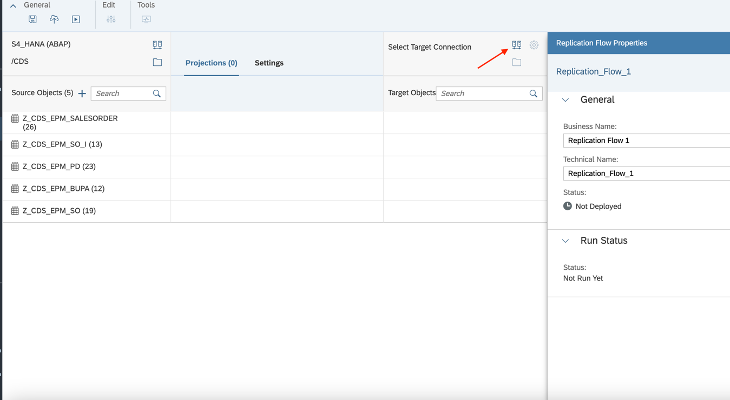 General
Edit
Tools
S4_HANA (ABAP)
/CDS
Projections (0)
Settings
Select Target Connection
Source Objects (5)
Search
Target Objects
Search
Z_CDS_EPM_SALESORDER
(26)
Z_CDS_EPM_SO_I (13)
Z_CDS_EPM_PD (23)
Z_CDS_EPM_BUPA (12)
Z_CDS_EPM_SO (19)
Replication Flow Properties
Replication_Flow_1
General
Business Name:
Replication Flow 1
Technical Name:
Replication_Flow_1
Status:
Not Deployed
Run Status
Status:
Not Run Yet